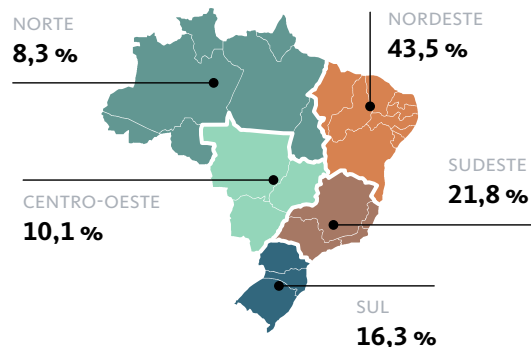 NORTE
8,3 %
NORDESTE
43,5 %
SUDESTE
21,8 %
CENTRO-OESTE
10,1 %
SUL
16,3 %